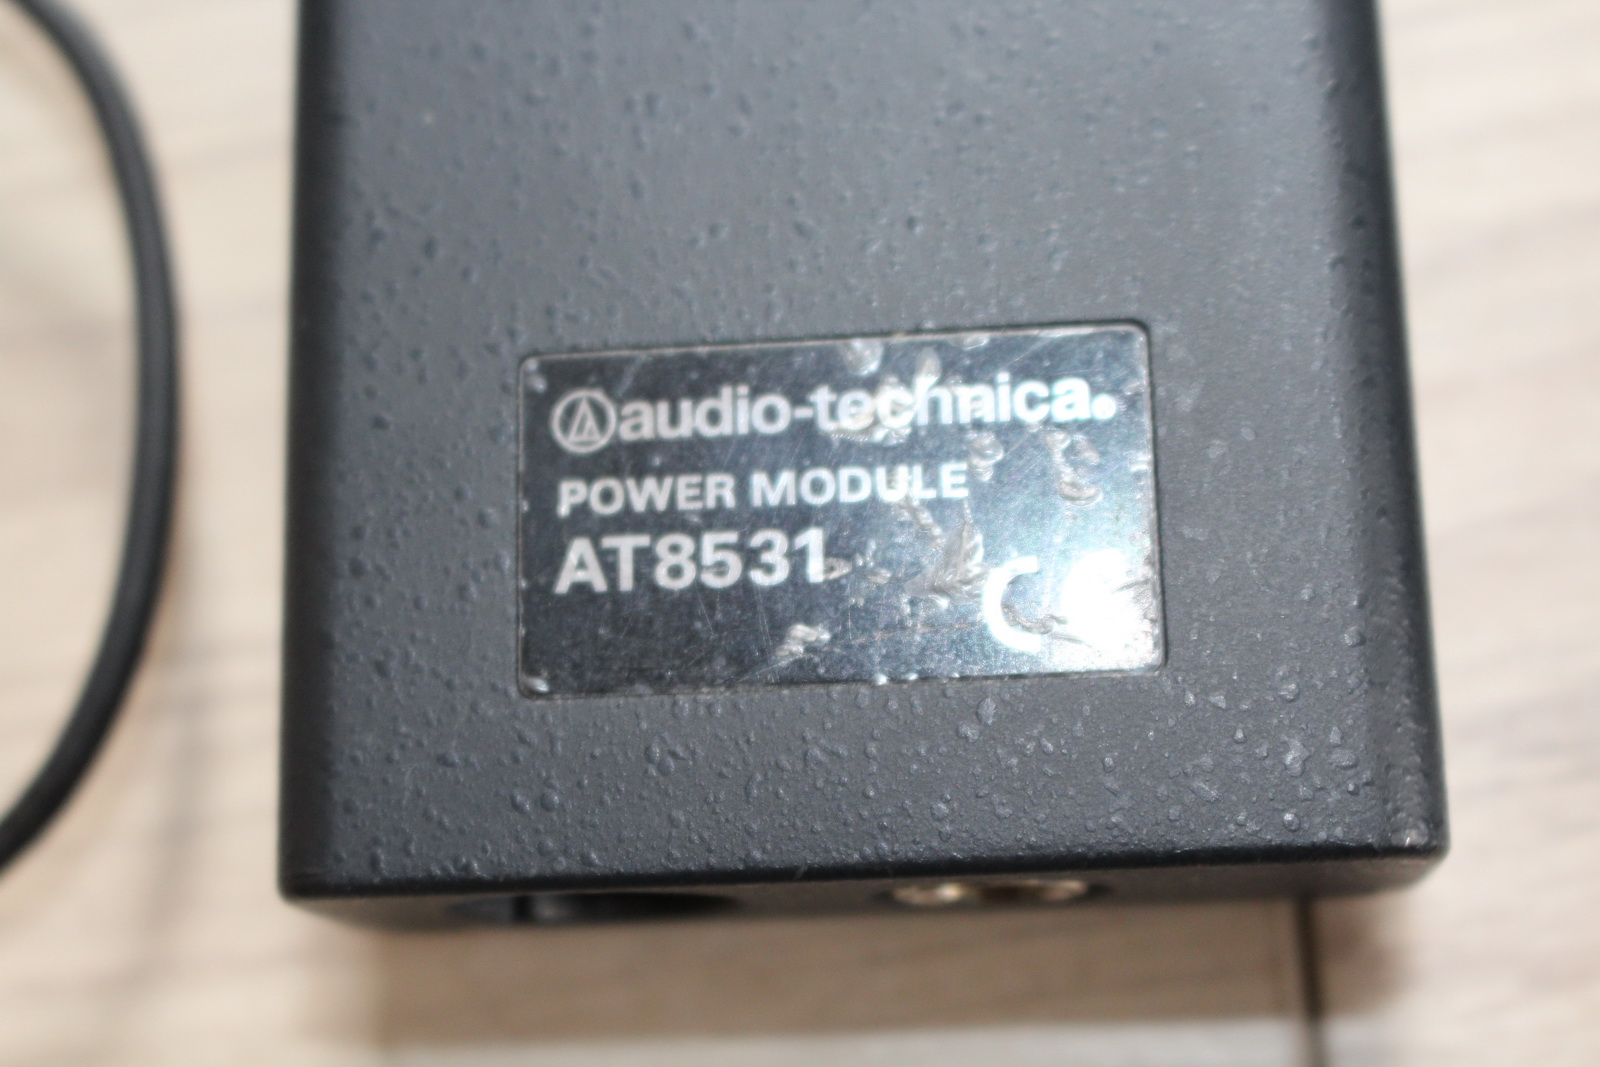 audio-technica.
POWER MODULE
AT8531
CE